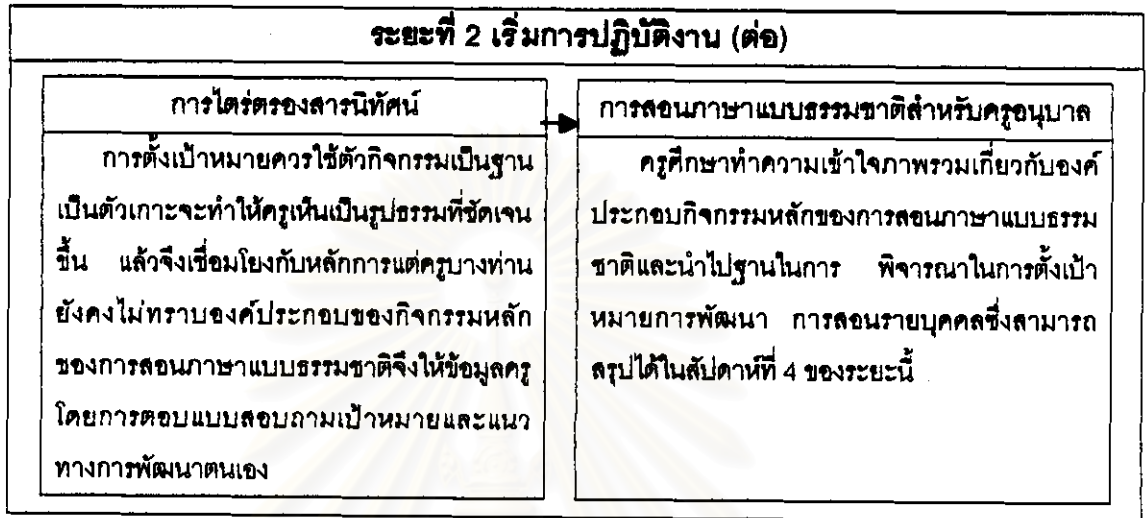 ระยะที่ 2 เริ่มการปฏิบัติงาน (ต่อ)
การไตร่ตรองสารนิทัศน์
การตั้งเป้าหมายควรใช้ตัวกิจกรรมเป็นฐาน
เป็นตัวเกาะจะทำให้ครูเห็นเป็นรูปธรรมที่ชัดเจน
ขึ้น แล้วจึงเชื่อมโยงกับหลักการแต่ครูบางท่าน
ยังคงไม่ทราบองค์ประกอบของกิจกรรมหลัก
ของการสอนภาษาแบบธรรมชาติจึงให้ข้อมูลครู
โดยการตอบแบบสอบถามเป้าหมายและแนว
ทางการพัฒนาตนเอง
การสอนภาษาแบบธรรมชาติสำหรับครูอนุบาล
ครูศึกษาทำความเข้าใจภาพรวมเกี่ยวกับองค์
ประกอบกิจกรรมหลักของการสอนภาษาแบบธรรม
ชาติและนำไปฐานในการ พิจารณาในการตั้งเป้า
หมายการพัฒนา การสอนรายบุคคลซึ่งสามารถ
สรุปได้ในสัปดาห์ที่ 4 ของระยะนี้